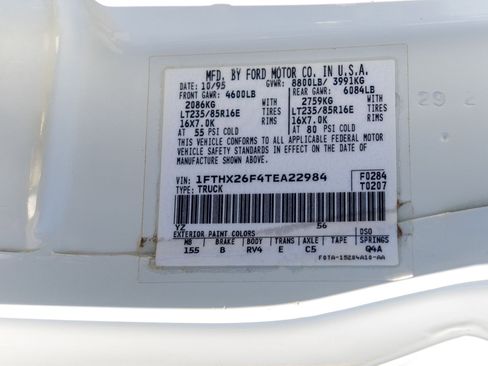 MFD. BY FORD MOTOR CO. IN U.S.A.
DATE: 10/95 GVWR: 8800LB/ 3991KG
FRONT GAWR: 4600LB REAR GAWR: 6084LB
2086KG WITH 2759KG WITH
LT235/85R16E TIRES LT235/85R16E TIRES
16X7.0K RIMS 16X7.0K RIMS
AT 55 PSI COLD AT 80 PSI COLD
THIS VEHICLE CONFORMS TO ALL APPLICABLE FEDERAL MOTOR
VEHICLE SAFETY STANDARDS IN EFFECT ON THE DATE OF
MANUFACTURE SHOWN ABOVE.
VIN: 1FTHX26F4TEA22984 F0284
TYPE: TRUCK T0207
YZ 56
EXTERIOR PAINT COLORS DSO
WB BRAKE BODY TRANS AXLE TAPE SPRINGS
155 B RV4 E C5 Q4A
F0TA-15284A10-AA
29